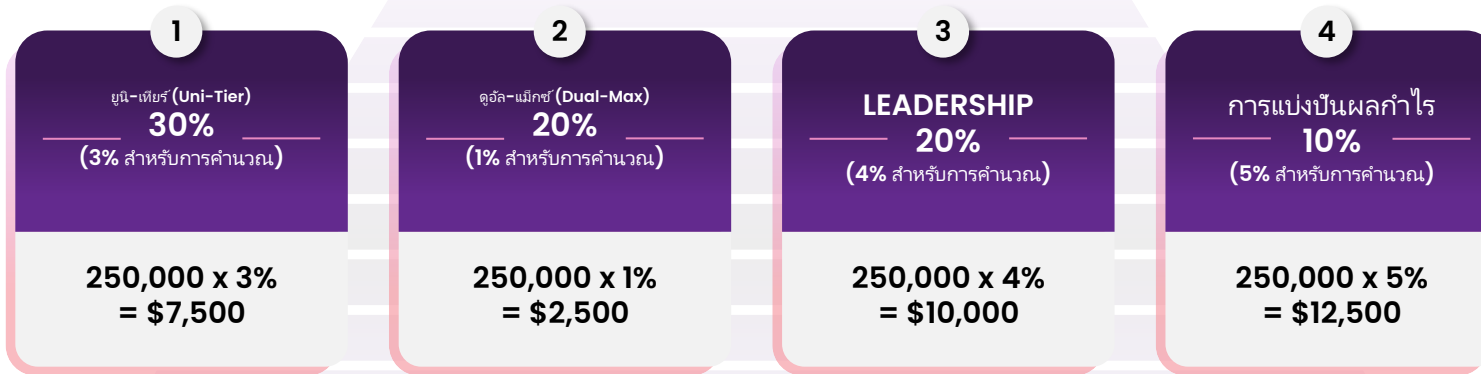 1
ยูนิ-เทียร์ (Uni-Tier)
30%
(3% สำหรับการคำนวณ)
250,000 x 3%
= $7,500
2
ดูอัล-แม็กซ์ (Dual-Max)
20%
(1% สำหรับการคำนวณ)
250,000 x 1%
= $2,500
3
LEADERSHIP
20%
(4% สำหรับการคำนวณ)
250,000 x 4%
= $10,000
4
การแบ่งปันผลกำไร
10%
(5% สำหรับการคำนวณ)
250,000 x 5%
= $12,500